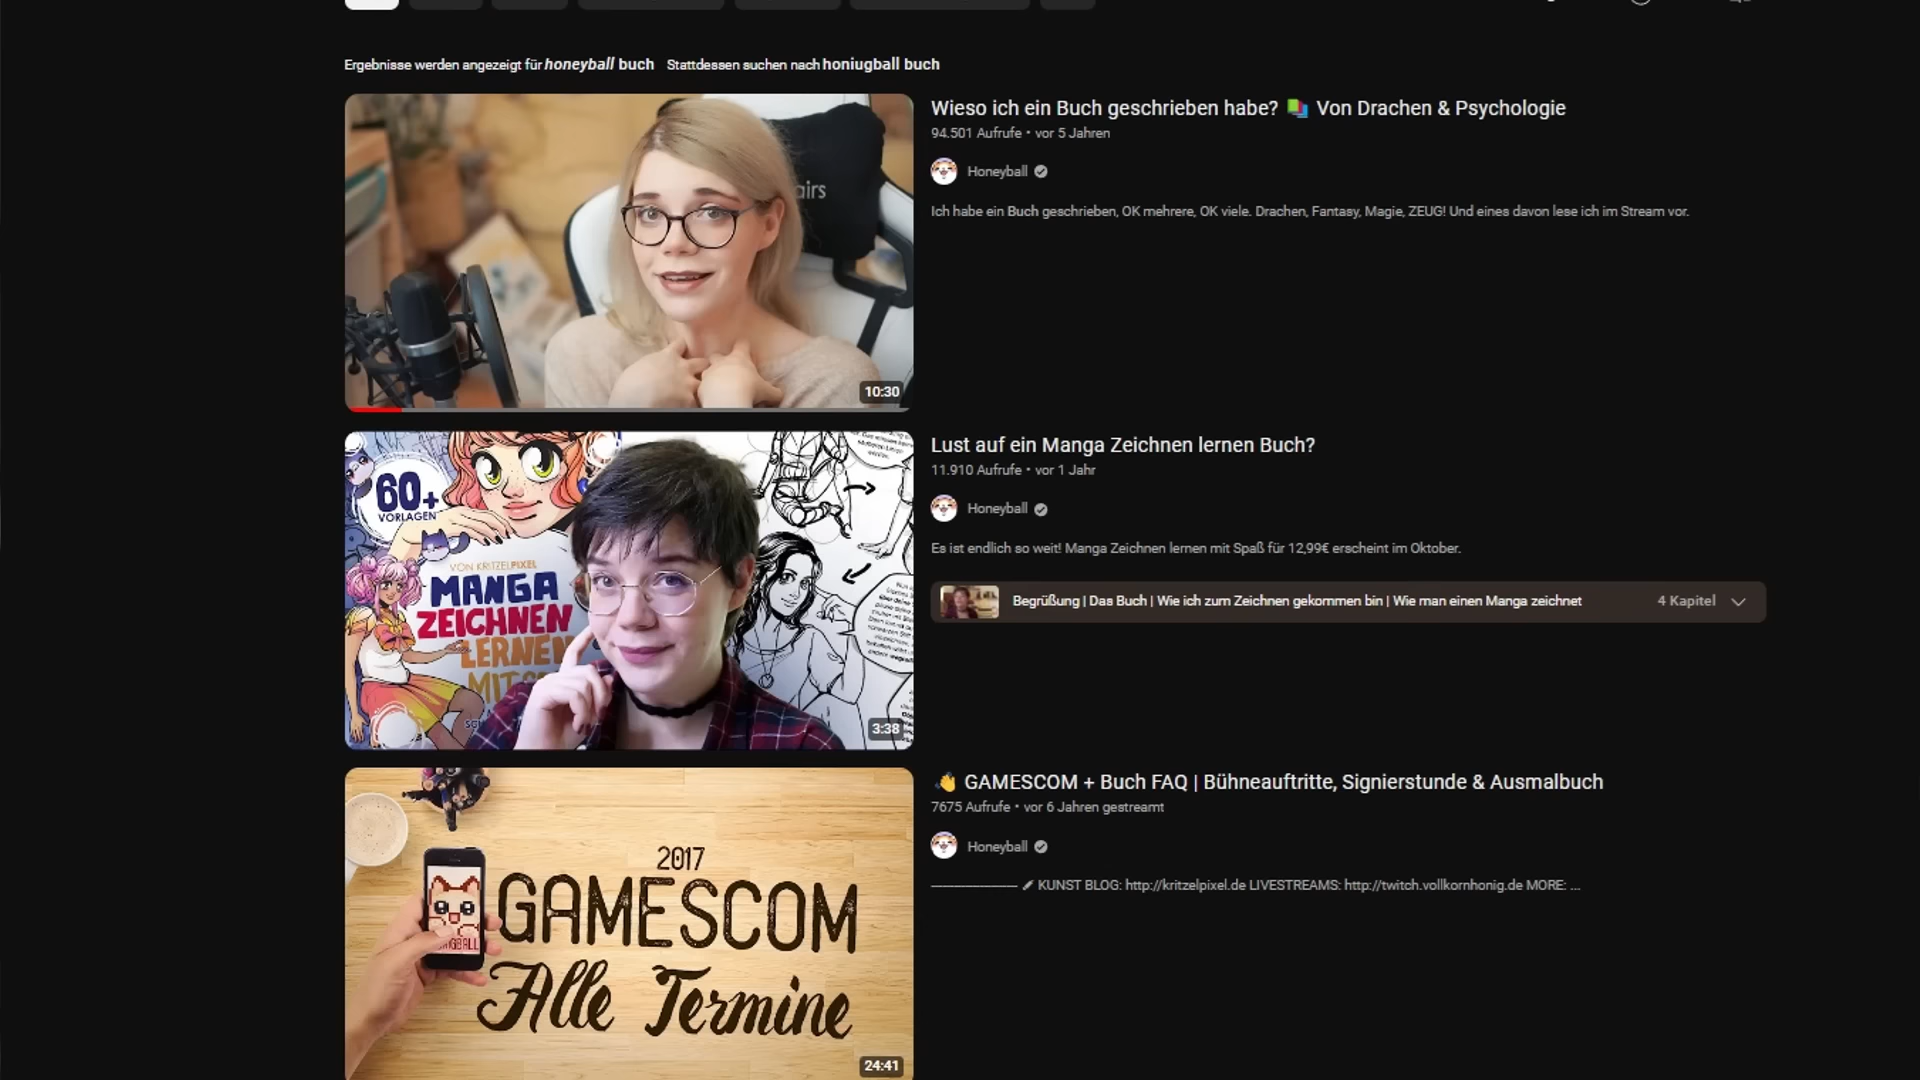 Ergebnisse werden angezeigt für honeyball buch Stattdessen suchen nach honiugball buch
airs
10:30
Wieso ich ein Buch geschrieben habe? 📚 Von Drachen & Psychologie
94.501 Aufrufe • vor 5 Jahren
Honeyball
Ich habe ein Buch geschrieben, OK mehrere, OK viele. Drachen, Fantasy, Magie, ZEUG! Und eines davon lese ich im Stream vor.
60+
VORLAGEN
VON KRITZELPIXEL
MANGA
ZEICHNEN
LERNEN
MIT
3:38
Lust auf ein Manga Zeichnen lernen Buch?
11.910 Aufrufe • vor 1 Jahr
Honeyball
Es ist endlich so weit! Manga Zeichnen lernen mit Spaß für 12,99€ erscheint im Oktober.
Begrüßung | Das Buch | Wie ich zum Zeichnen gekommen bin | Wie man einen Manga zeichnet 4 Kapitel
2017
GAMESCOM
Alle Termine
24:41
👋 GAMESCOM + Buch FAQ | Bühneauftritte, Signierstunde & Ausmalbuch
7675 Aufrufe • vor 6 Jahren gestreamt
Honeyball
---------------------- 🖋 KUNST BLOG: http://kritzelpixel.de LIVESTREAMS: http://twitch.vollkornhonig.de MORE: ...